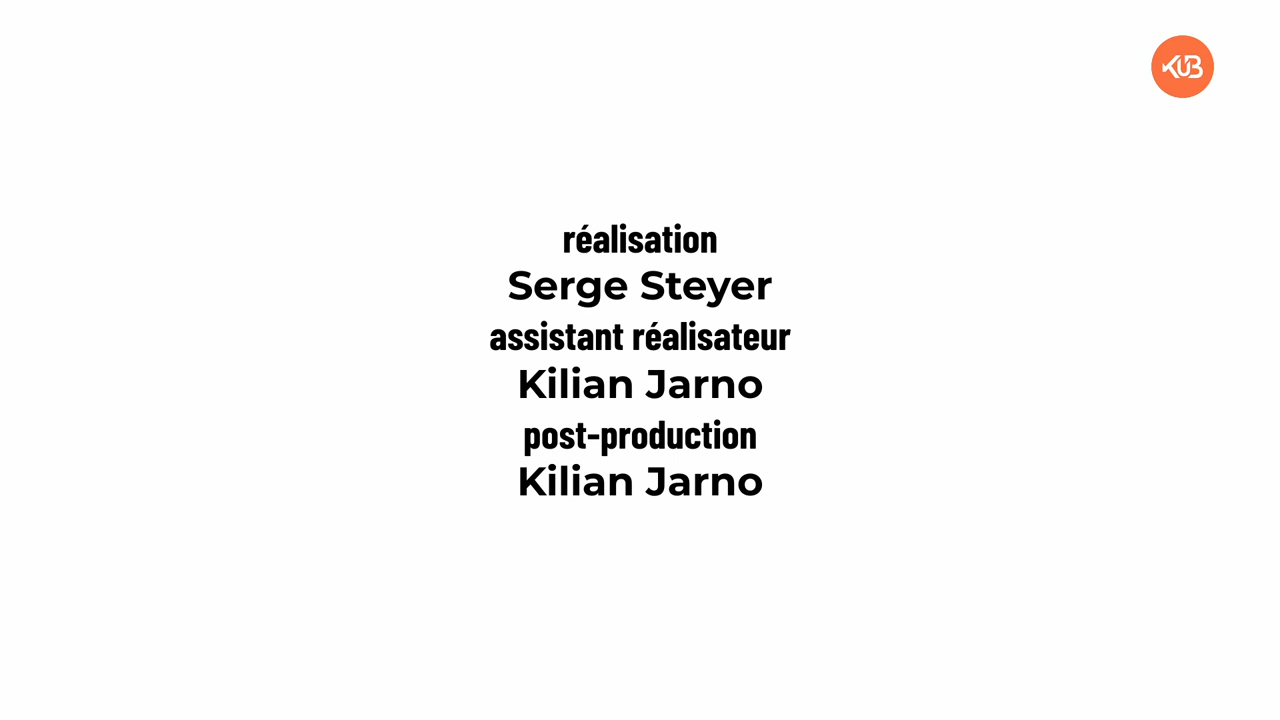 KUB
réalisation
Serge Steyer
assistant réalisateur
Kilian Jarno
post-production
Kilian Jarno